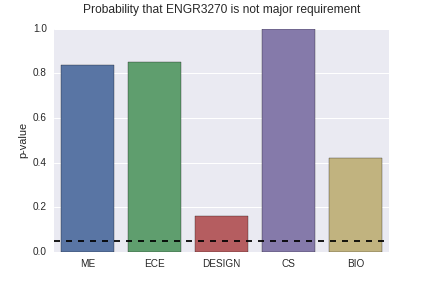 Probability that ENGR3270 is not major requirement
1.0
0.8
0.6
0.4
0.2
0.0
p-value
ME ECE DESIGN CS BIO